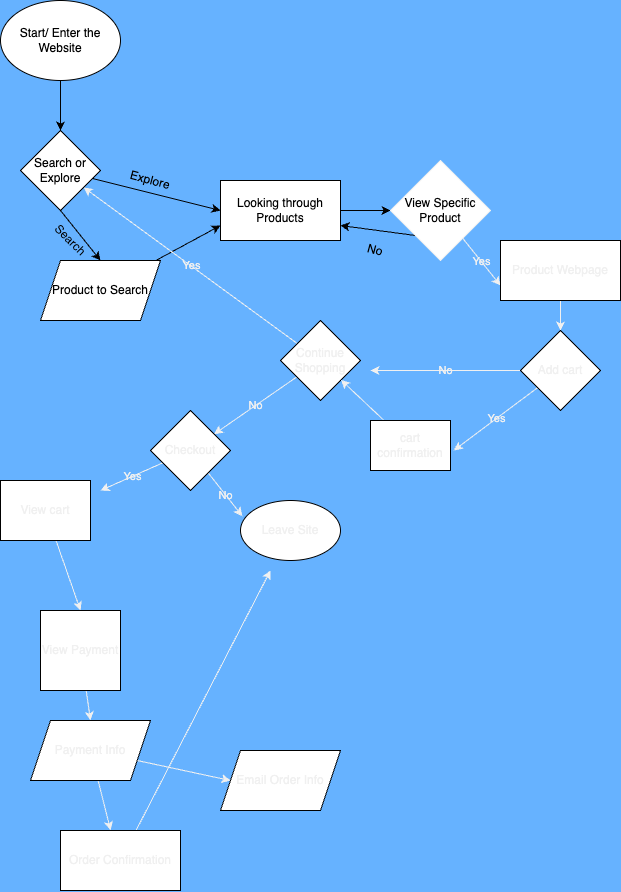 Start/ Enter the
Website
Search or
Explore
Explore
Looking through
Products
View Specific
Product
Search
No
Yes
Product to Search
Yes
Product Webpage
Continue
Shopping
No
Add cart
No
Yes
cart
confirmation
Checkout
Yes
No
View cart
Leave Site
View Payment
Payment Info
Email Order Info
Order Confirmation